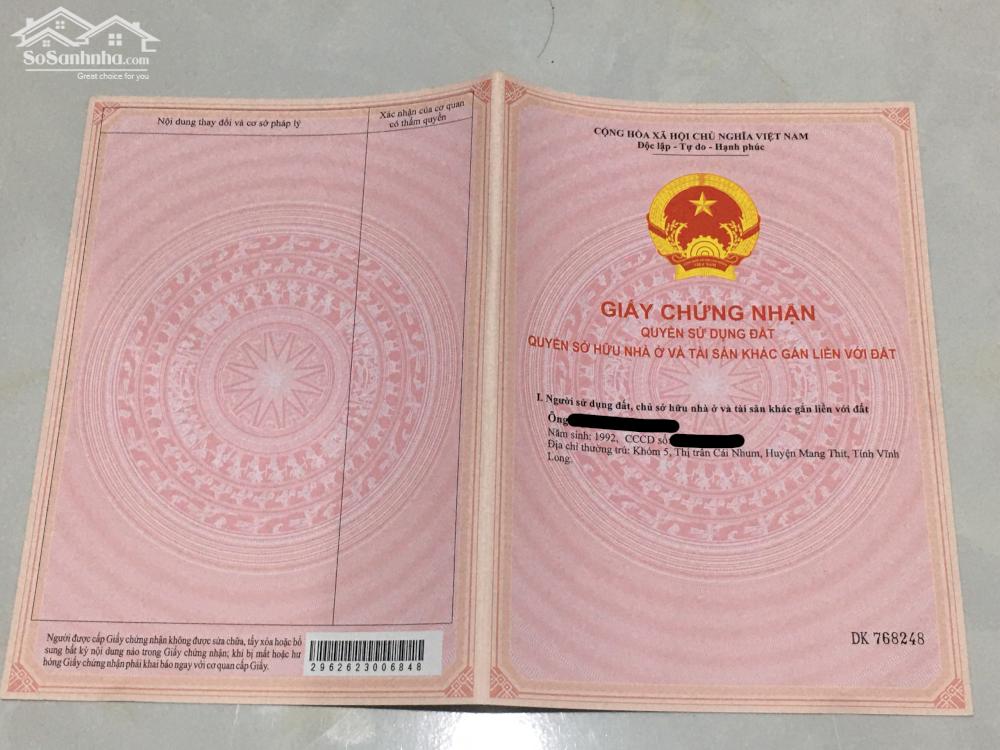 SoSanhnha.com
Great choice for you
Nội dung thay đổi và cơ sở pháp lý
Xác nhận của cơ quan
có thẩm quyền
Người được cấp Giấy chứng nhận không được sửa chữa, tẩy xóa hoặc bổ
sung bất kỳ nội dung nào trong Giấy chứng nhận; khi bị mất hoặc hư
hỏng Giấy chứng nhận phải khai báo ngay với cơ quan cấp Giấy.
2962623006848
CỘNG HÒA XÃ HỘI CHỦ NGHĨA VIỆT NAM
Độc lập - Tự do - Hạnh phúc
GIẤY CHỨNG NHẬN
QUYỀN SỬ DỤNG ĐẤT
QUYỀN SỞ HỮU NHÀ Ở VÀ TÀI SẢN KHÁC GẮN LIỀN VỚI ĐẤT
I. Người sử dụng đất, chủ sở hữu nhà ở và tài sản khác gắn liền với đất
Ông
Năm sinh: 1992, CCCD số:
Địa chỉ thường trú: Khóm 5, Thị trấn Cái Nhum, Huyện Mang Thít, Tỉnh Vĩnh
Long.
DK 768248